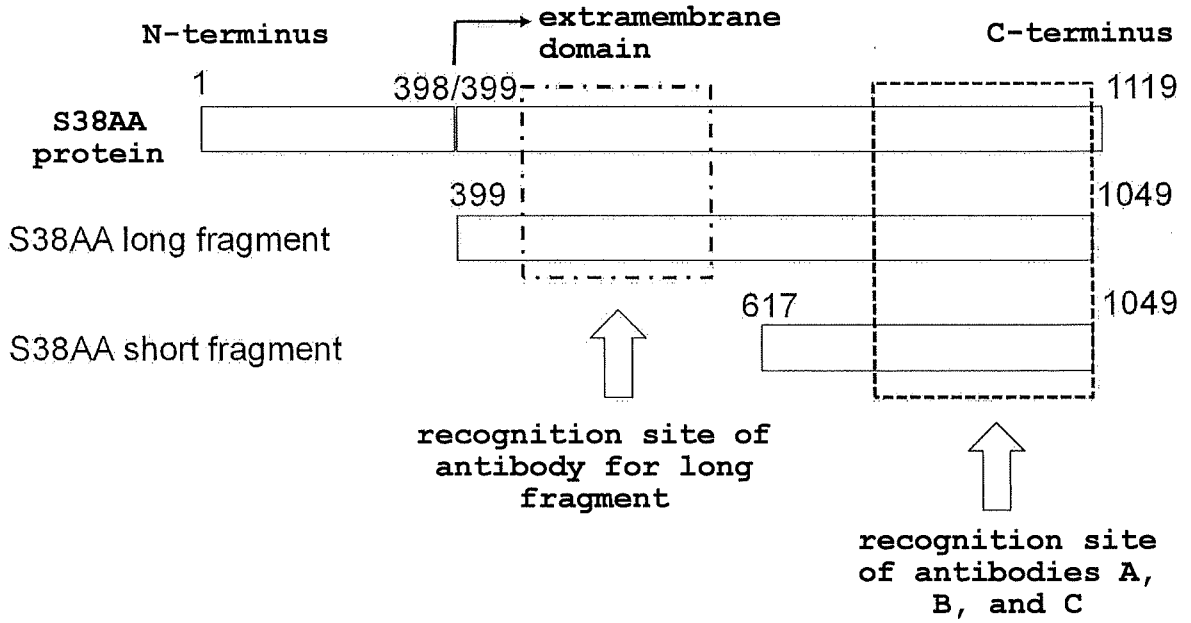 N-terminus
extramembrane
domain
C-terminus
1
398/399
1119
S38AA
protein
399
1049
S38AA long fragment
617
1049
S38AA short fragment
recognition site of
antibody for long
fragment
recognition site
of antibodies A,
B, and C